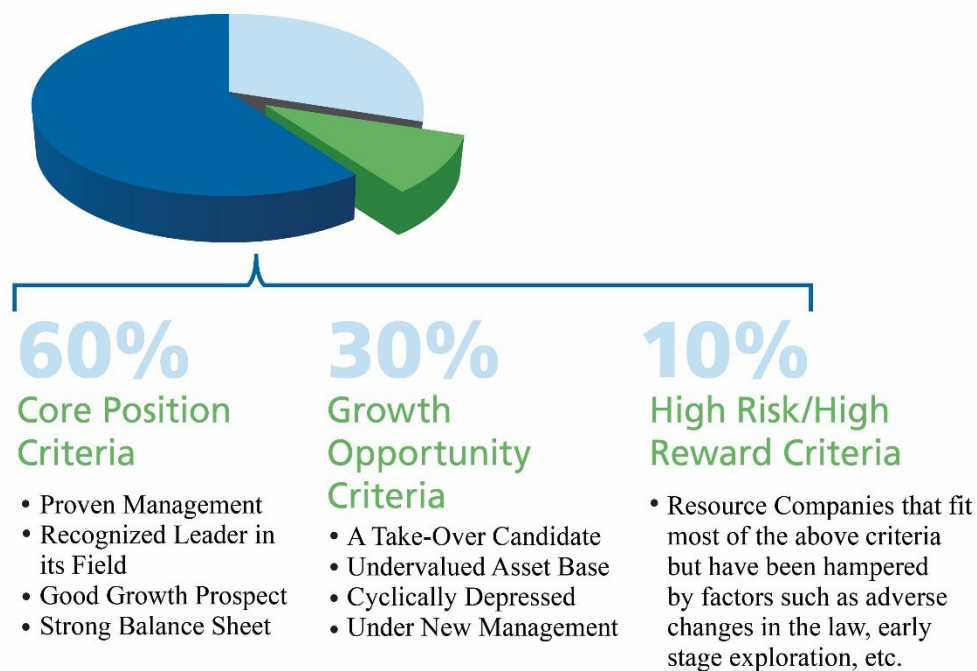 60%
Core Position
Criteria
• Proven Management
• Recognized Leader in
its Field
• Good Growth Prospect
• Strong Balance Sheet
30%
Growth
Opportunity
Criteria
• A Take-Over Candidate
• Undervalued Asset Base
• Cyclically Depressed
• Under New Management
10%
High Risk/High
Reward Criteria
• Resource Companies that fit
most of the above criteria
but have been hampered
by factors such as adverse
changes in the law, early
stage exploration, etc.